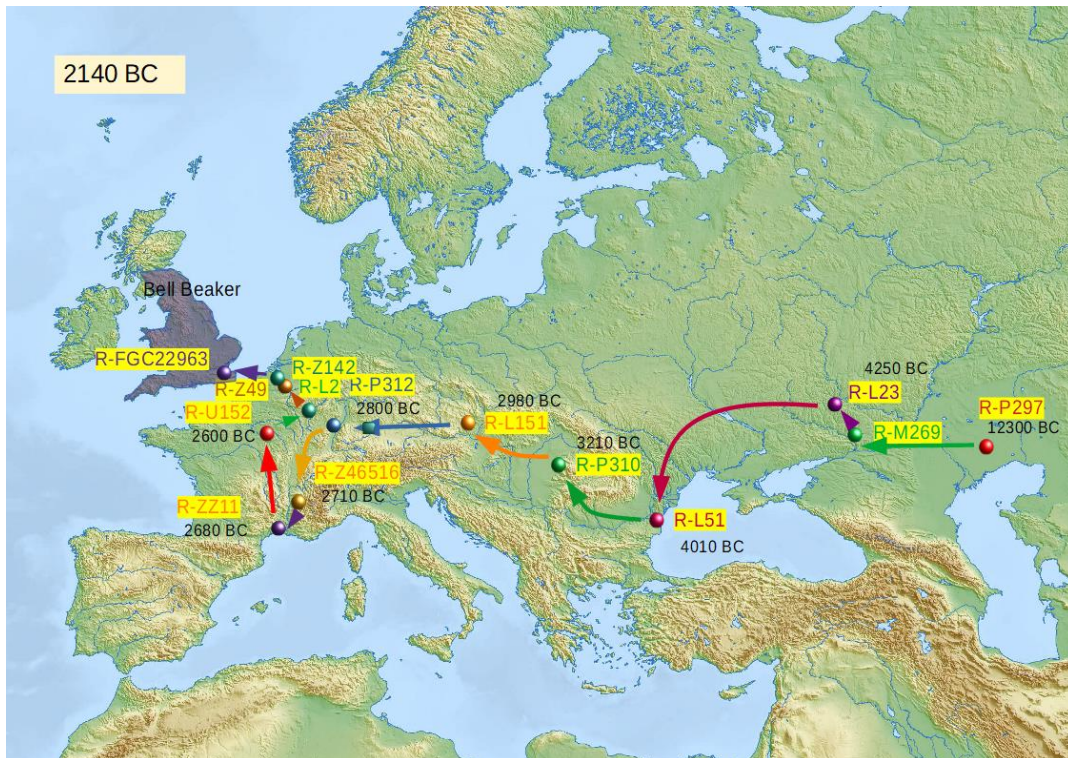 2140 BC
Bell Beaker
R-FGC22963
R-Z142
R-Z49
R-L2
R-P312
4250 BC
R-L23
R-P297
R-U152
2800 BC
2980 BC
R-L151
12300 BC
2600 BC
3210 BC
R-M269
R-P310
R-Z46516
2710 BC
R-ZZ11
2680 BC
R-L51
4010 BC